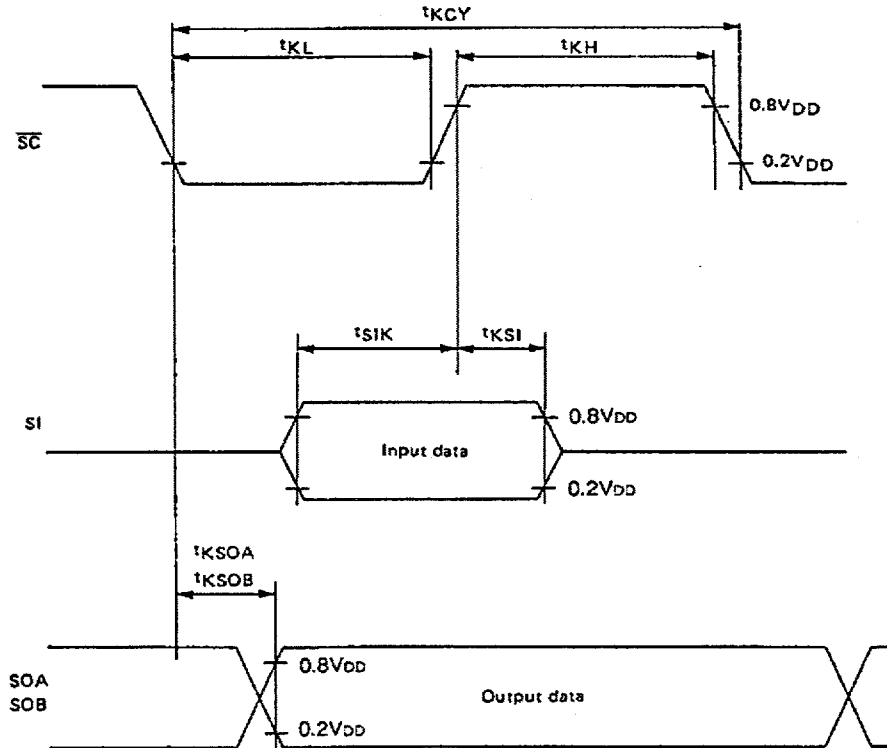 tKCY
tKL
tKH
SC
0.8VDD
0.2VDD
tSIK
tKSI
SI
0.8VDD
Input data
0.2VDD
tKSOA
tKSOB
0.8VDD
SOA
SOB
Output data
0.2VDD